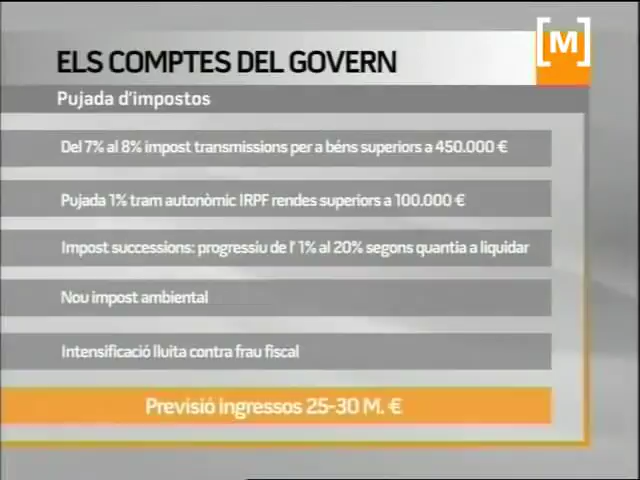 [M]
ELS COMPTES DEL GOVERN
Pujada d'impostos
Del 7% al 8% impost transmissions per a béns superiors a 450.000 €
Pujada 1% tram autonòmic IRPF rendes superiors a 100.000 €
Impost successions: progressiu de l' 1% al 20% segons quantia a liquidar
Nou impost ambiental
Intensificació lluita contra frau fiscal
Previsió ingressos 25-30 M. €